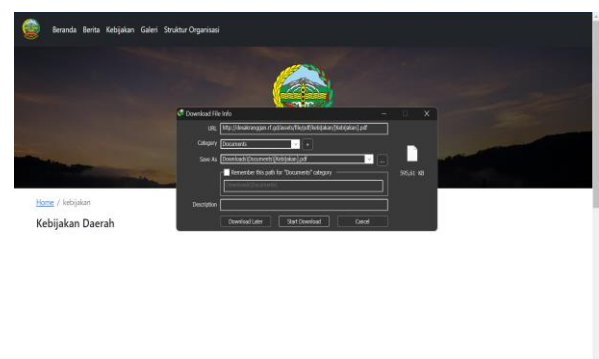 Beranda Berita Kebijakan Galeri Struktur Organisasi
Download File Info
URL
Category Documents
Save As
Remember this path for "Documents" category
Description
595,61 KB
Download Later Start Download Cancel
Home / kebijakan
Kebijakan Daerah